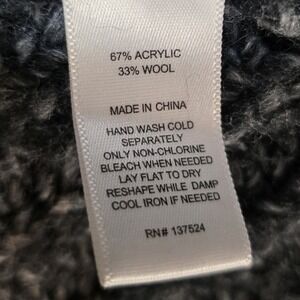 67% ACRYLIC
33% WOOL
MADE IN CHINA
HAND WASH COLD
SEPARATELY
ONLY NON-CHLORINE
BLEACH WHEN NEEDED
LAY FLAT TO DRY
RESHAPE WHILE DAMP
COOL IRON IF NEEDED
RN# 137524